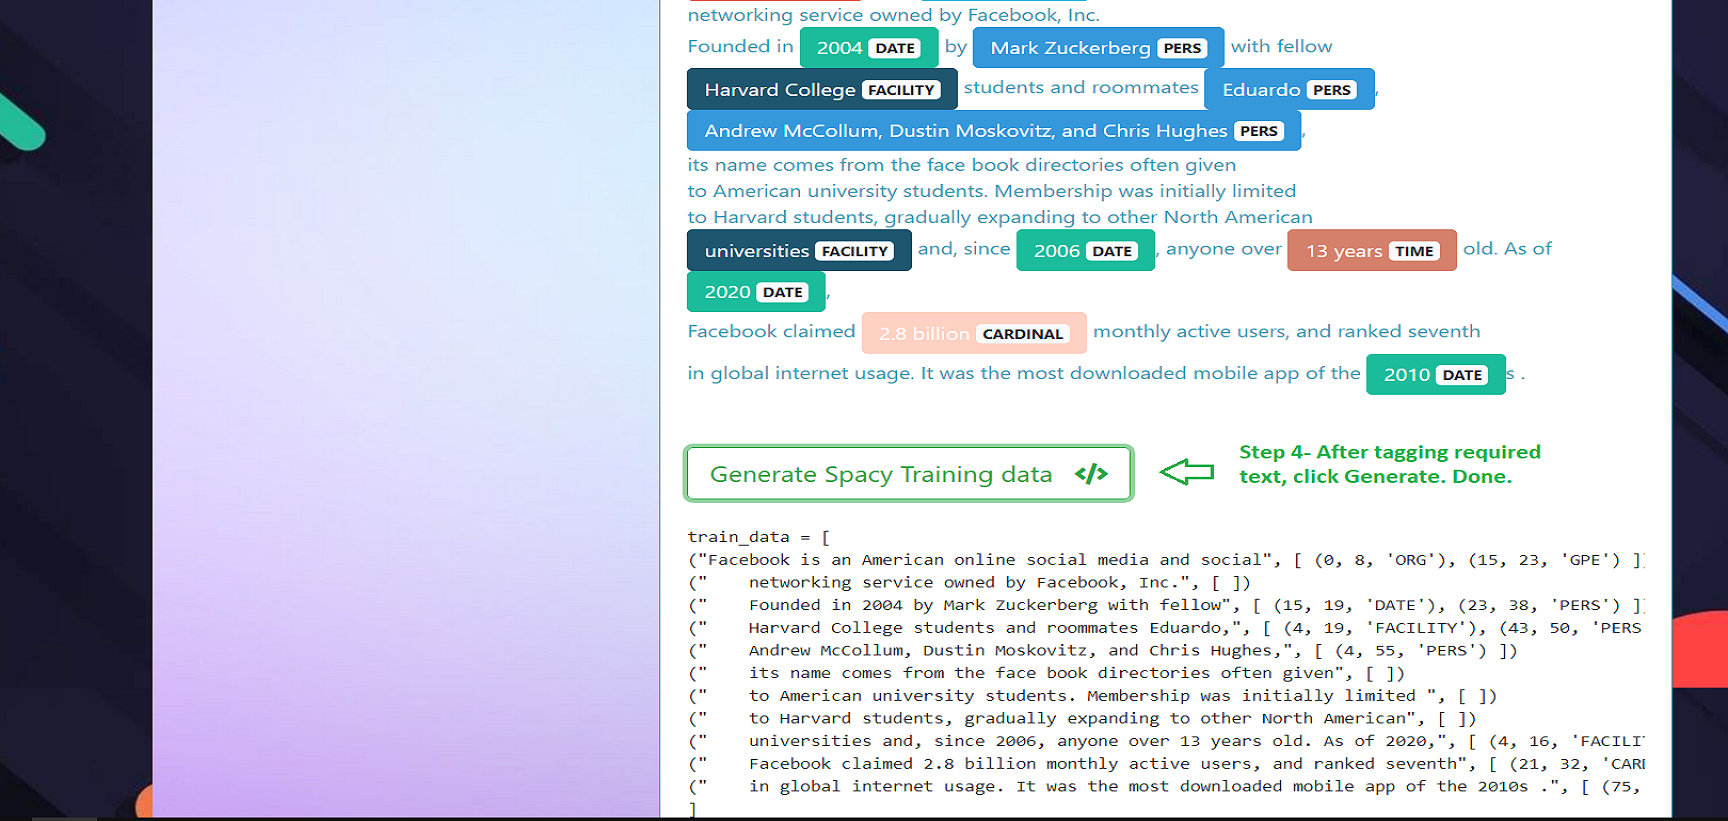 networking service owned by Facebook, Inc.
Founded in 2004 DATE by Mark Zuckerberg PERS with fellow
Harvard College FACILITY students and roommates Eduardo PERS ,
Andrew McCollum, Dustin Moskovitz, and Chris Hughes PERS ,
its name comes from the face book directories often given
to American university students. Membership was initially limited
to Harvard students, gradually expanding to other North American
universities FACILITY and, since 2006 DATE , anyone over 13 years TIME old. As of
2020 DATE ,
Facebook claimed 2.8 billion CARDINAL monthly active users, and ranked seventh
in global internet usage. It was the most downloaded mobile app of the 2010 DATE s .
Generate Spacy Training data </>
Step 4- After tagging required
text, click Generate. Done.
train_data = [
("Facebook is an American online social media and social", [ (0, 8, 'ORG'), (15, 23, 'GPE') ]
("    networking service owned by Facebook, Inc.", [ ])
("    Founded in 2004 by Mark Zuckerberg with fellow", [ (15, 19, 'DATE'), (23, 38, 'PERS') ]
("    Harvard College students and roommates Eduardo,", [ (4, 19, 'FACILITY'), (43, 50, 'PERS
("    Andrew McCollum, Dustin Moskovitz, and Chris Hughes,", [ (4, 55, 'PERS') ])
("    its name comes from the face book directories often given", [ ])
("    to American university students. Membership was initially limited ", [ ])
("    to Harvard students, gradually expanding to other North American", [ ])
("    universities and, since 2006, anyone over 13 years old. As of 2020,", [ (4, 16, 'FACILI
("    Facebook claimed 2.8 billion monthly active users, and ranked seventh", [ (21, 32, 'CAR
("    in global internet usage. It was the most downloaded mobile app of the 2010s .", [ (75,
]